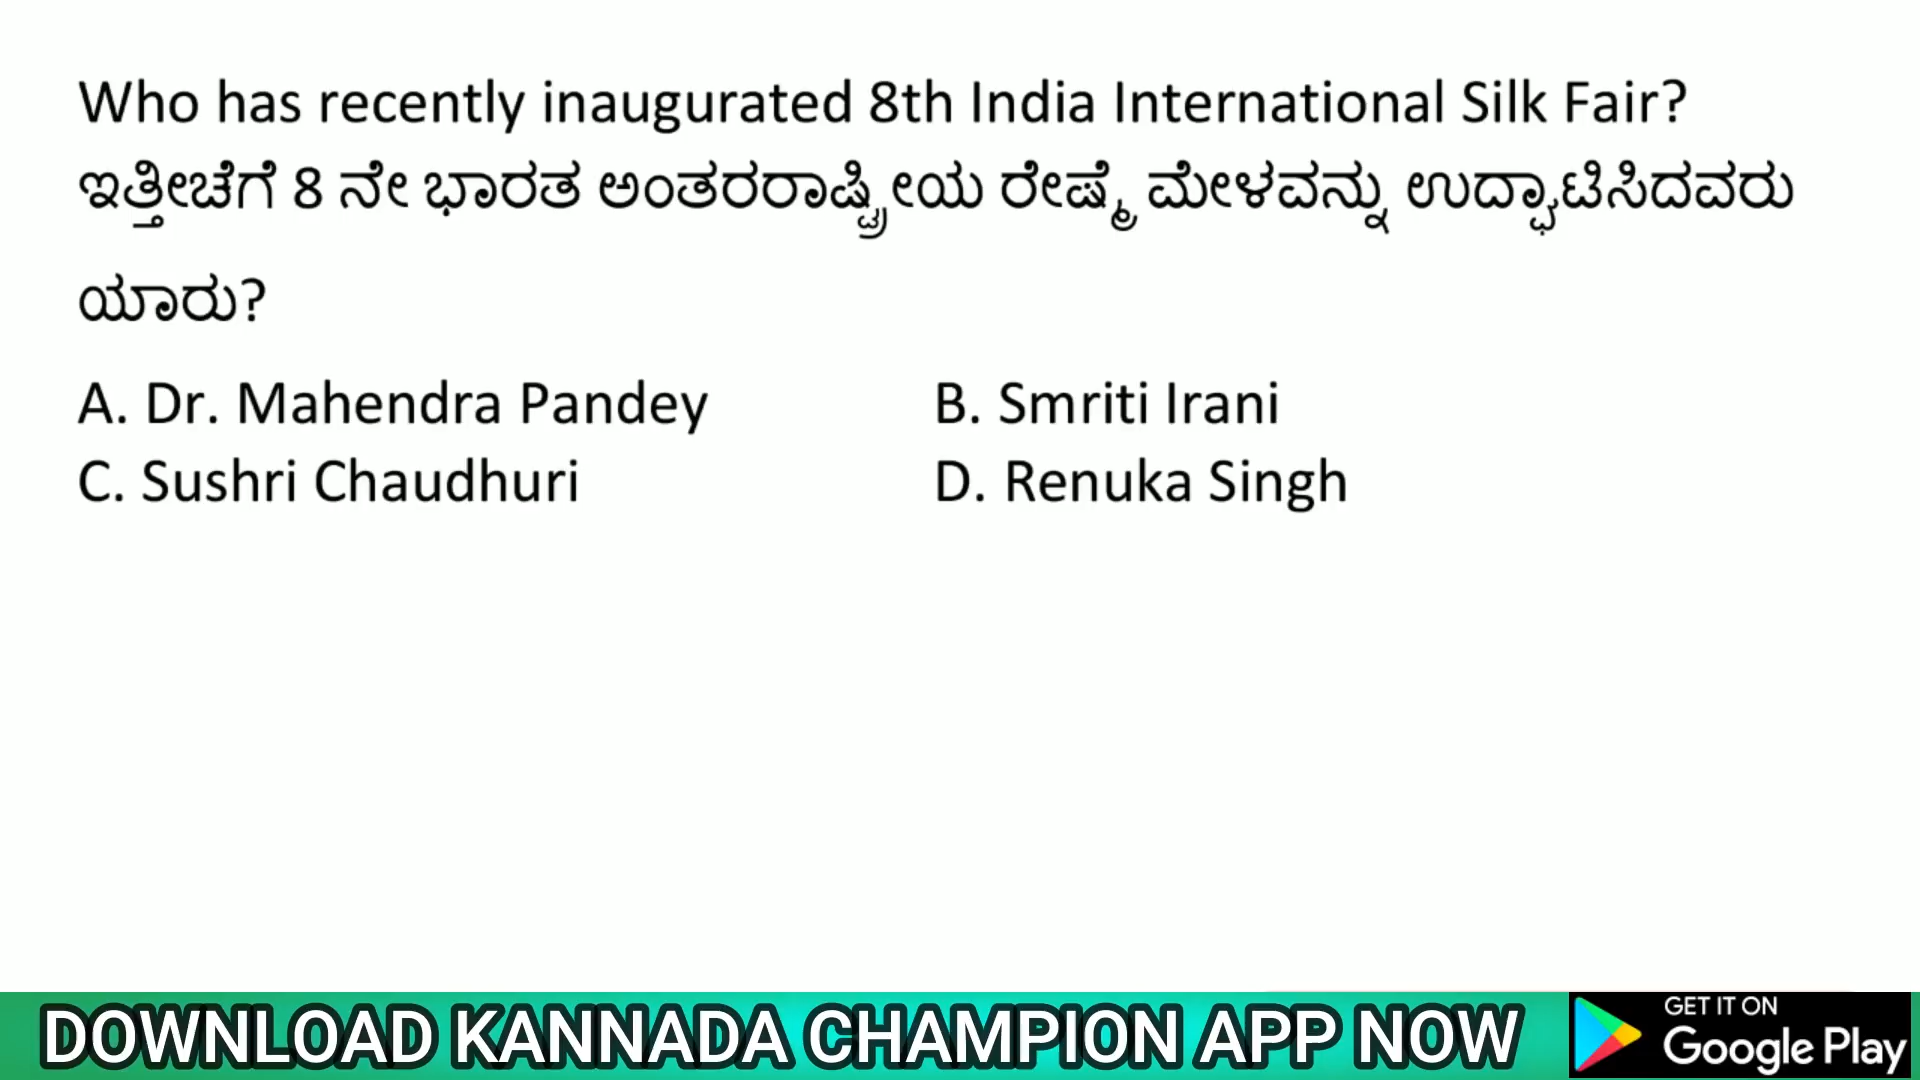 Who has recently inaugurated 8th India International Silk Fair?
ಇತ್ತೀಚೆಗೆ 8 ನೇ ಭಾರತ ಅಂತರರಾಷ್ಟ್ರೀಯ ರೇಷ್ಮೆ ಮೇಳವನ್ನು ಉದ್ಘಾಟಿಸಿದವರು
ಯಾರು?
A. Dr. Mahendra Pandey B. Smriti Irani
C. Sushri Chaudhuri D. Renuka Singh
DOWNLOAD KANNADA CHAMPION APP NOW
GET IT ON
Google Play